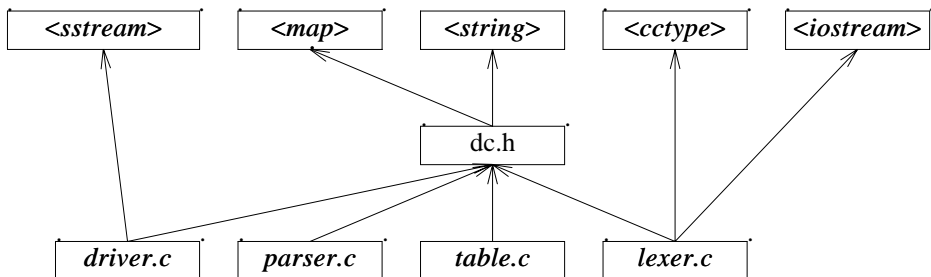 <sstream> <map> <string> <cctype> <iostream>
dc.h
driver.c parser.c table.c lexer.c